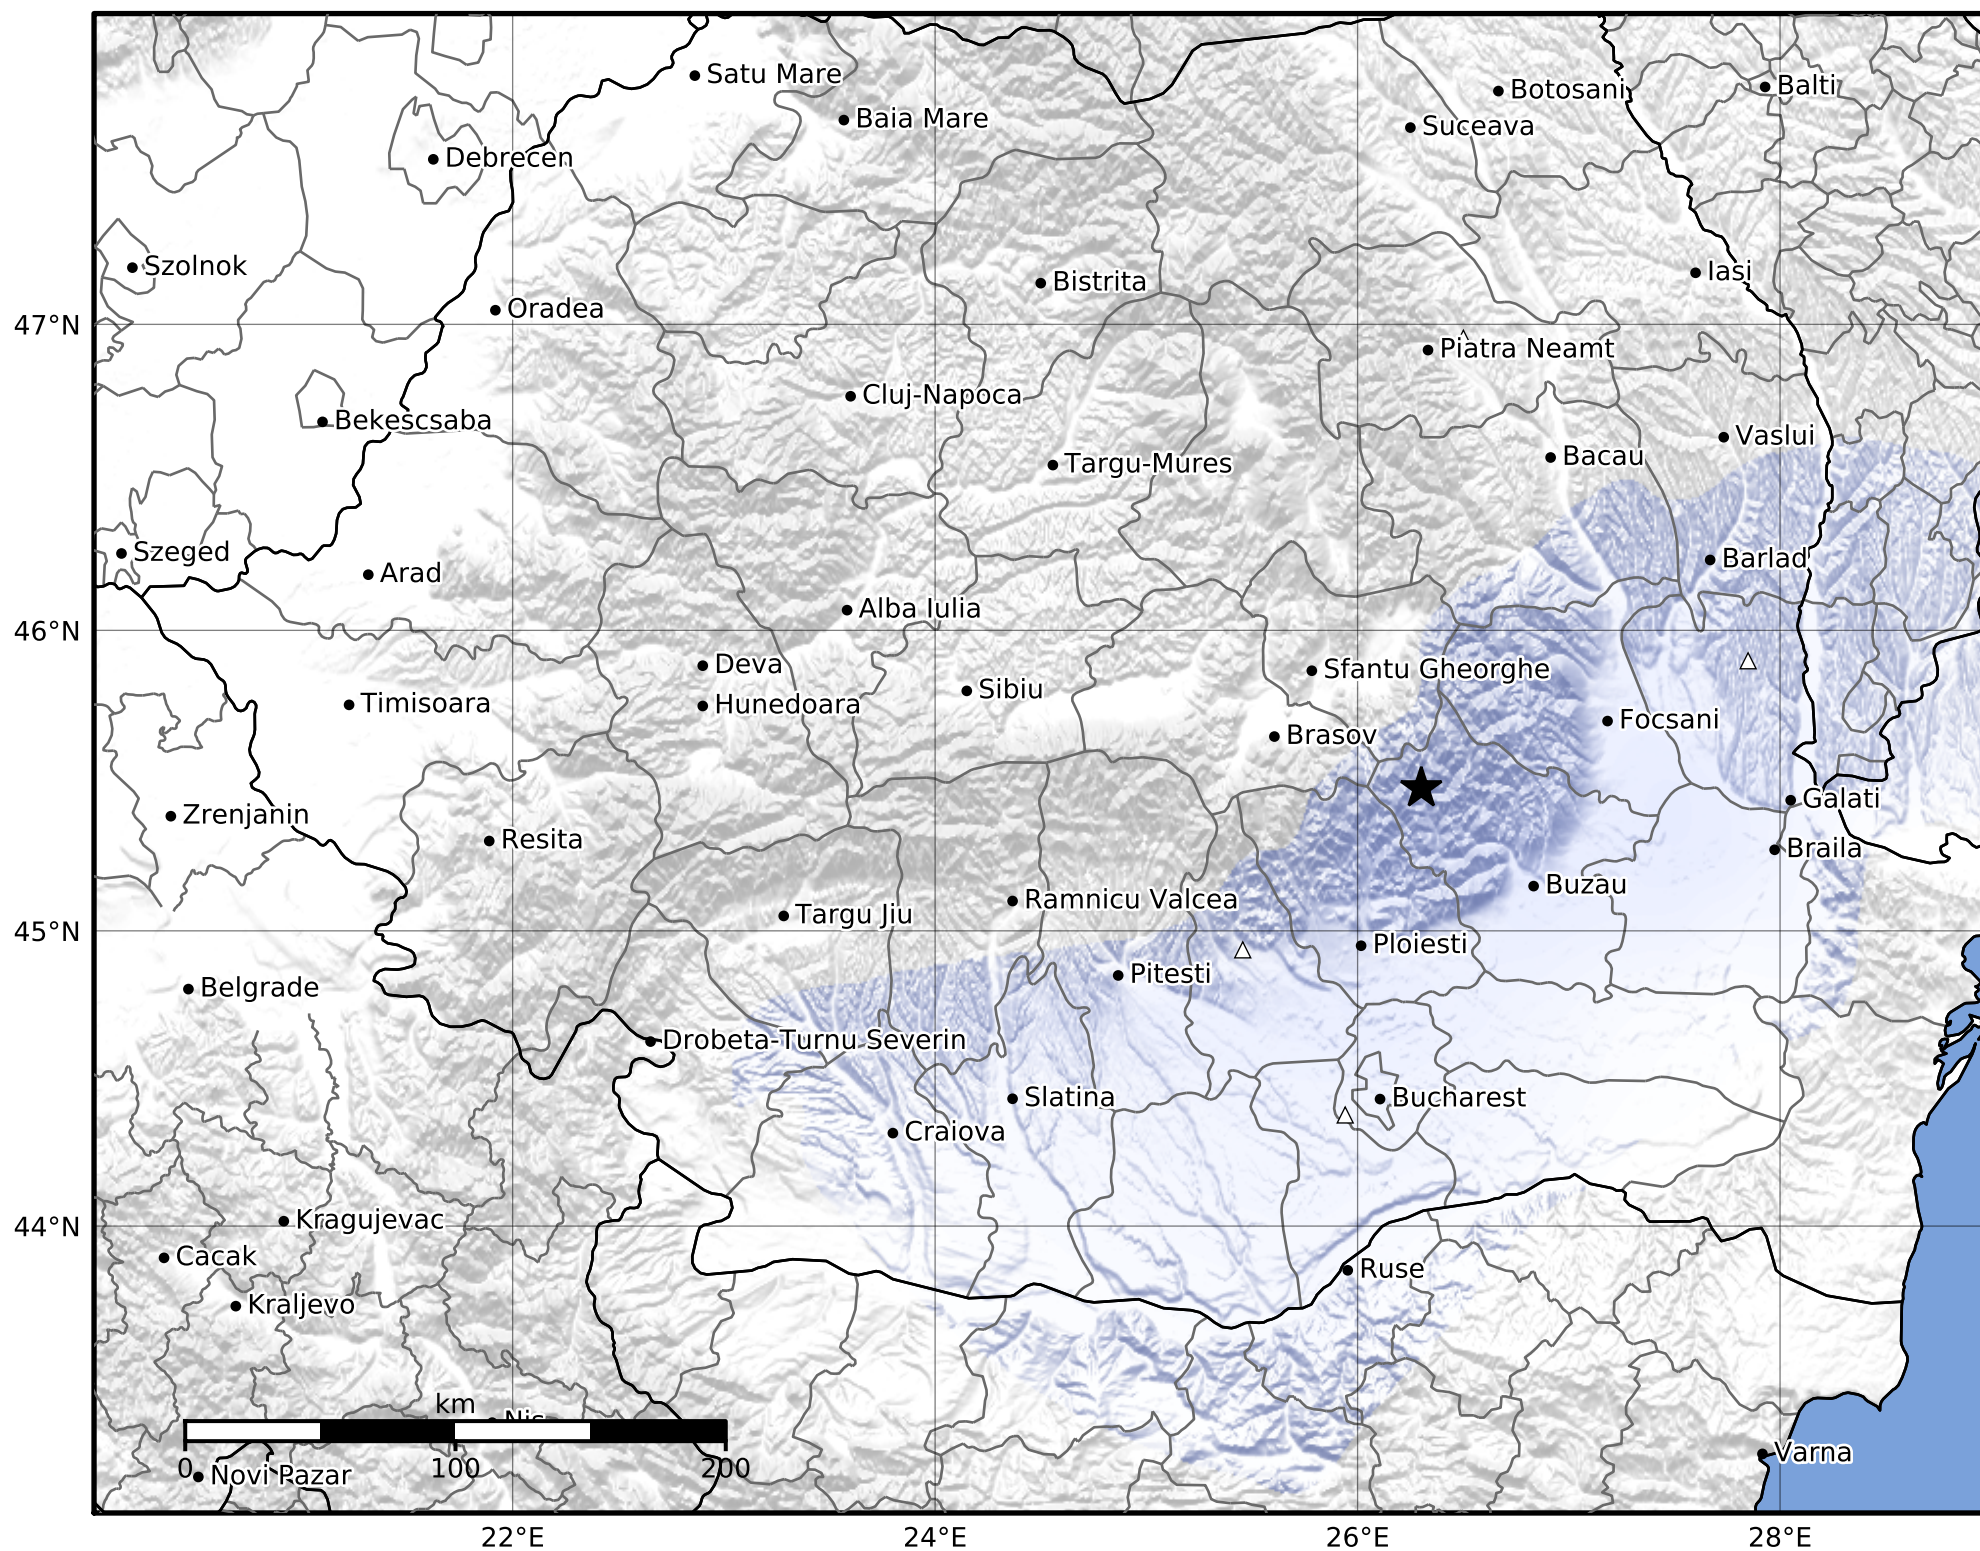 Satu Mare
Botosani
Balti
Baia Mare
Suceava
Debrecen
Szolnok
Iasi
Bistrita
Oradea
47°N
Piatra Neamt
Cluj-Napoca
Bekescsaba
Vaslui
Targu-Mures
Bacau
Szeged
Barlad
Arad
Alba Iulia
46°N
Deva
Sfantu Gheorghe
Sibiu
Timisoara
Hunedoara
Focsani
Brasov
Galati
Zrenjanin
Resita
Braila
Buzau
Ramnicu Valcea
Targu Jiu
45°N
Ploiesti
Pitesti
Belgrade
Drobeta-Turnu Severin
Slatina
Bucharest
Craiova
Kragujevac
44°N
Cacak
Ruse
Kraljevo
km
Nis
Varna
0
100
200
Novi Pazar
22°E
24°E
26°E
28°E